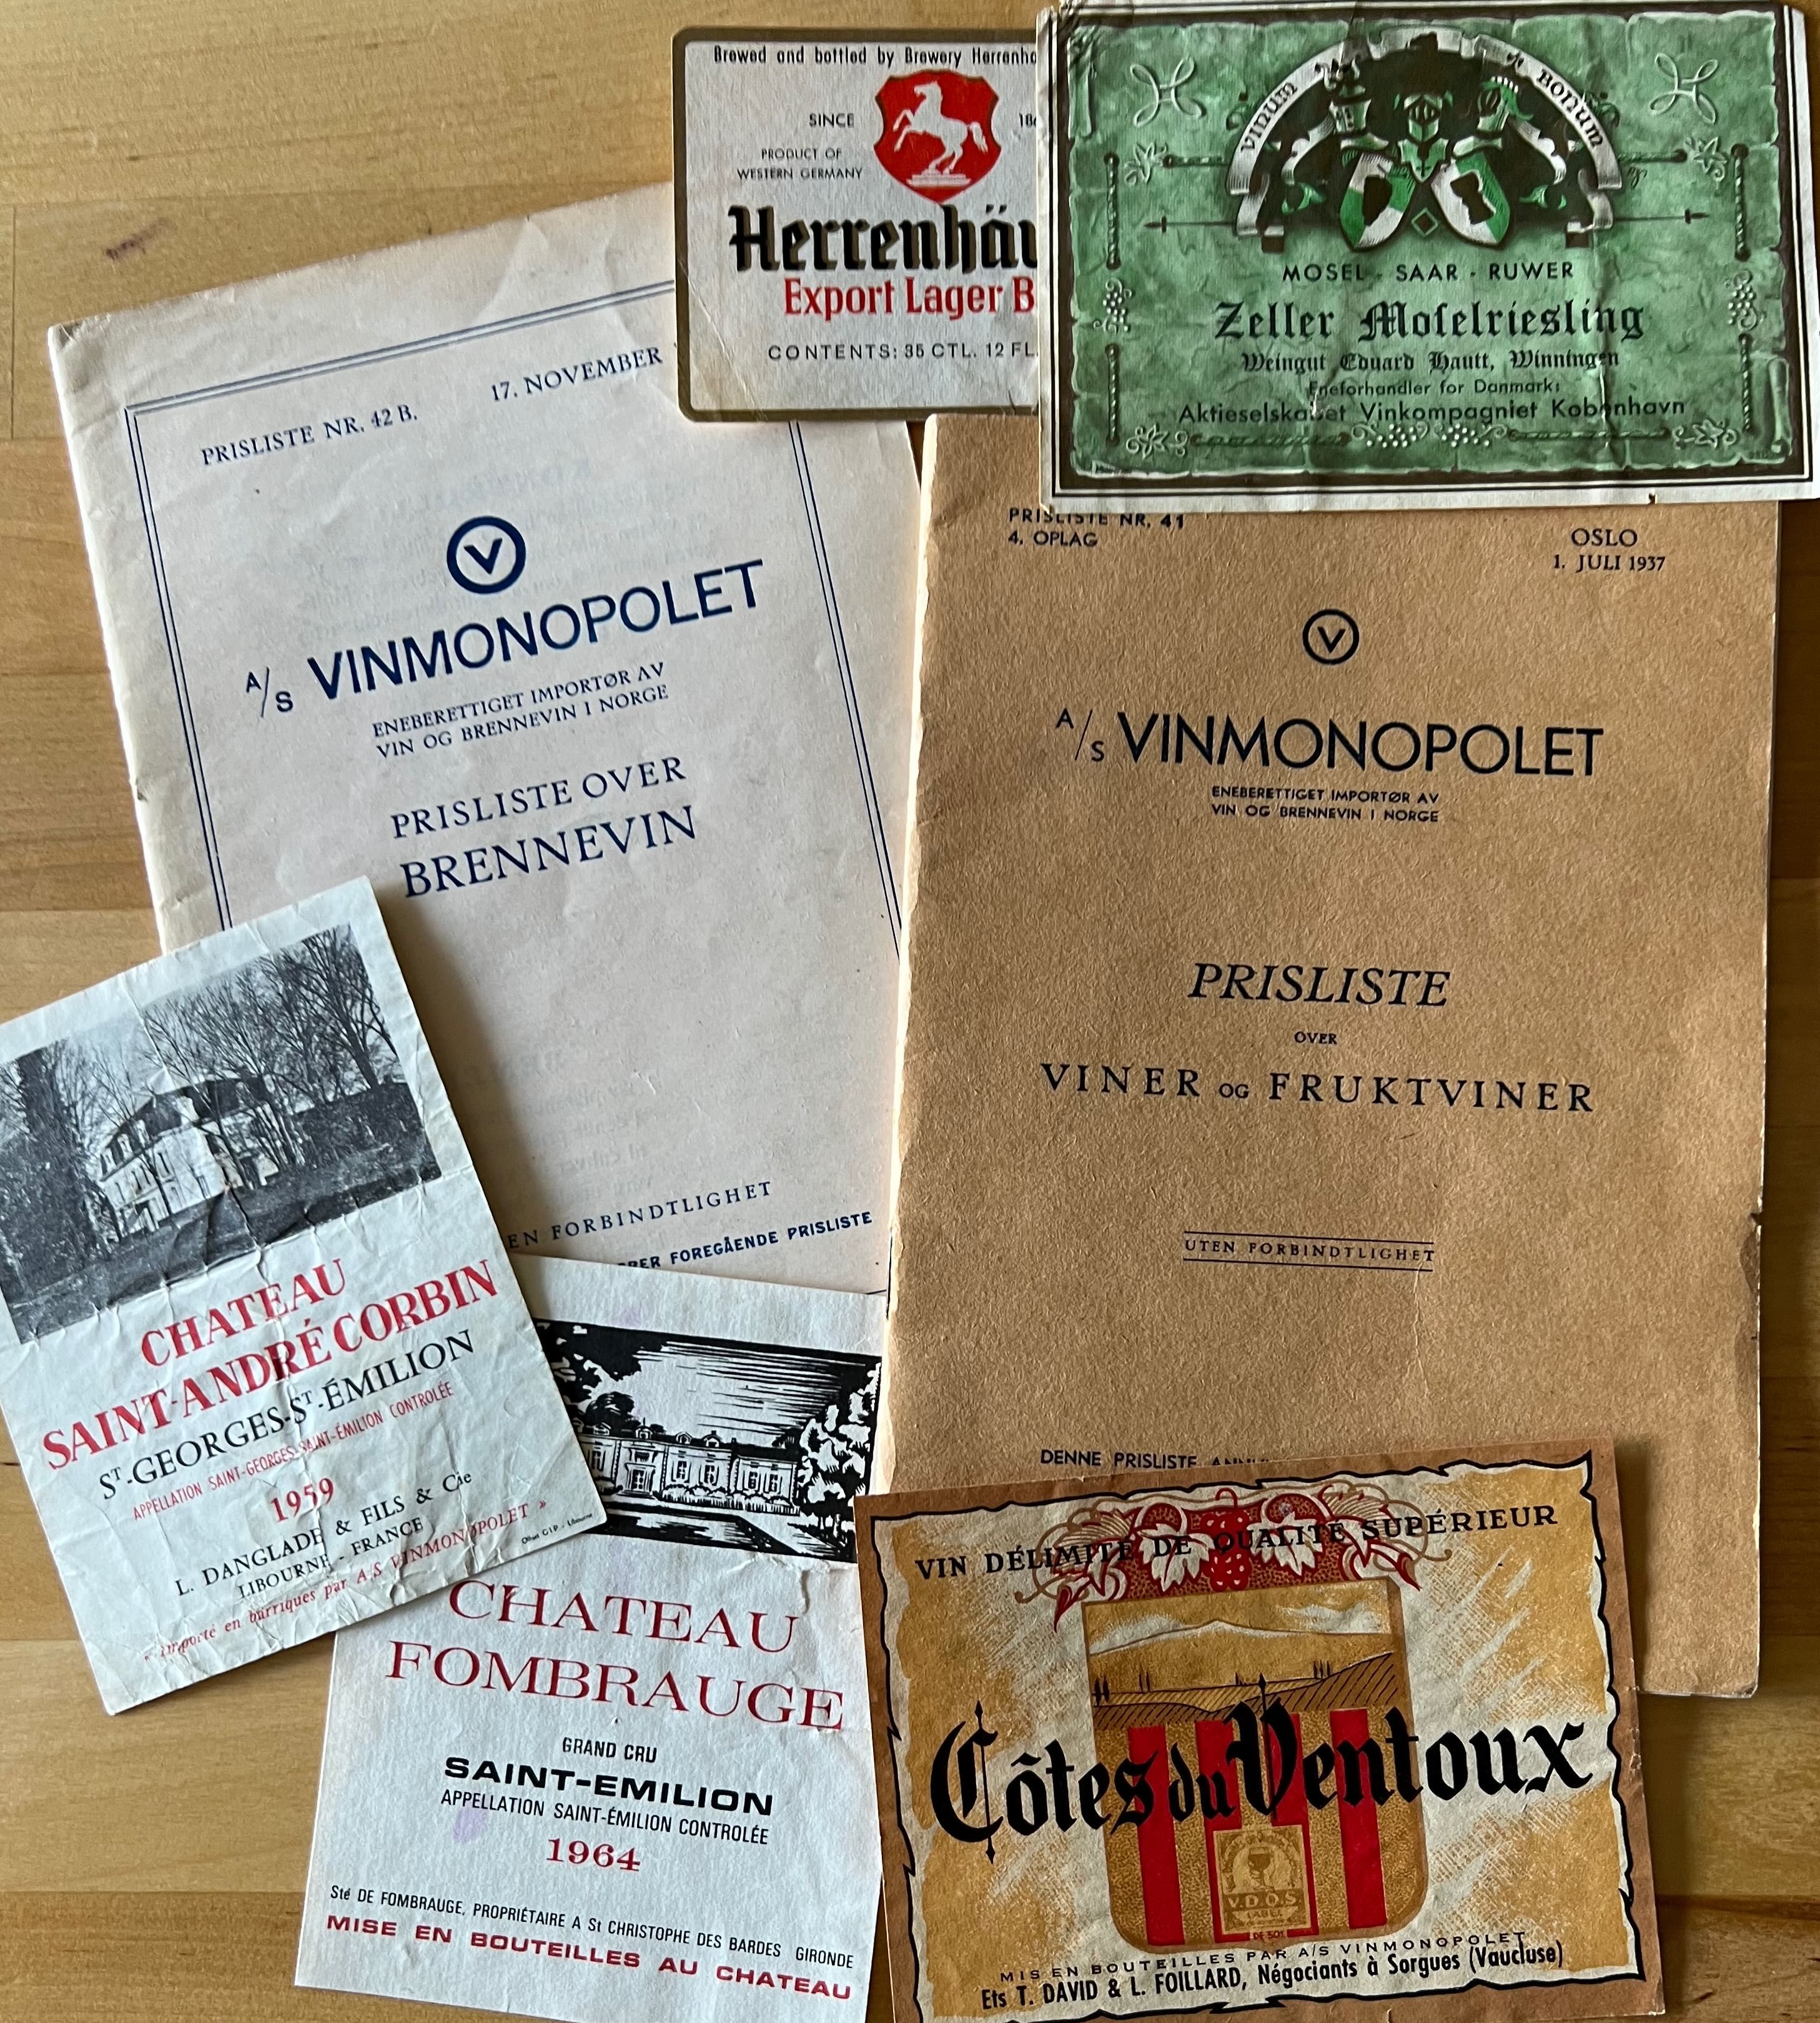 Brewed and bottled by Brewery
SINCE
PRODUCT OF
WESTERN GERMANY
Export Lager
CONTENTS: 35 CTL. 12 FL.
VINUM BONUM
MOSEL - SAAR - RUWER
Zeller Moselriesling
Weingut Eduard Hautt, Winningen
Eneforhandler for Danmark:
Aktieselskabet Vinkompagniet København
PRISLISTE NR. 42 B.
17. NOVEMBER
V
A/S VINMONOPOLET
ENEBERETTIGET IMPORTØR AV
VIN OG BRENNEVIN I NORGE
PRISLISTE OVER
BRENNEVIN
FORBINDTLIGHET
FOREGÅENDE PRISLISTE
PRISLISTE NR. 41
4. OPLAG
OSLO
1. JULI 1937
V
A/S VINMONOPOLET
ENEBERETTIGET IMPORTØR AV
VIN OG BRENNEVIN I NORGE
PRISLISTE
OVER
VINER OG FRUKTVINER
UTEN FORBINDTLIGHET
DENNE PRISLISTE
CHATEAU
SAINT-ANDRÉ CORBIN
ST-GEORGES-ST-ÉMILION
APPELLATION SAINT-GEORGES-SAINT-ÉMILION CONTROLÉE
1959
L. DANGLADE & FILS & Cie
LIBOURNE - FRANCE
« importé en barriques par A/S VINMONOPOLET »
CHATEAU
FOMBRAUGE
GRAND CRU
SAINT-EMILION
APPELLATION SAINT-ÉMILION CONTROLÉE
1964
Sté DE FOMBRAUGE, PROPRIÉTAIRE A St CHRISTOPHE DES BARDES GIRONDE
MISE EN BOUTEILLES AU CHATEAU
VIN DÉLIMITÉ DE QUALITÉ SUPÉRIEUR
Côtes du Ventoux
V.D.Q.S
LABEL
MIS EN BOUTEILLES PAR A/S VINMONOPOLET
Ets T. DAVID & L. FOILLARD, Négociants à Sorgues (Vaucluse)